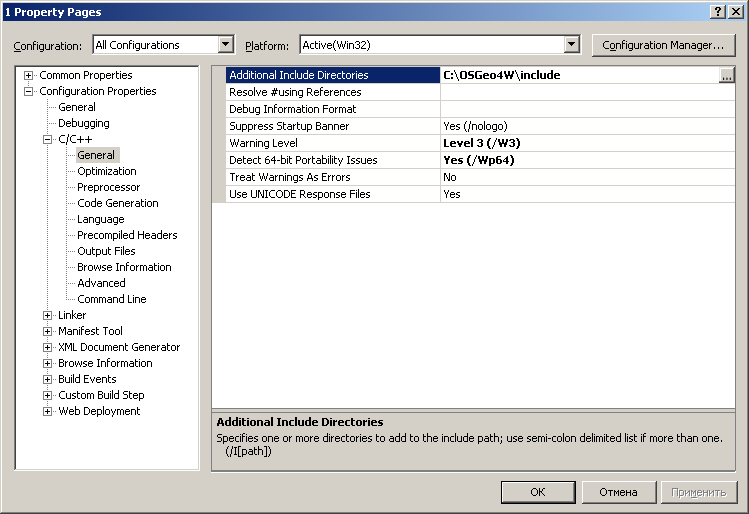 1 Property Pages
Configuration: All Configurations Platform: Active(Win32) Configuration Manager...
Common Properties
Configuration Properties
General
Debugging
C/C++
General
Optimization
Preprocessor
Code Generation
Language
Precompiled Headers
Output Files
Browse Information
Advanced
Command Line
Linker
Manifest Tool
XML Document Generator
Browse Information
Build Events
Custom Build Step
Web Deployment
Additional Include Directories C:\OSGeo4W\include ...
Resolve #using References
Debug Information Format
Suppress Startup Banner Yes (/nologo)
Warning Level Level 3 (/W3)
Detect 64-bit Portability Issues Yes (/Wp64)
Treat Warnings As Errors No
Use UNICODE Response Files Yes
Additional Include Directories
Specifies one or more directories to add to the include path; use semi-colon delimited list if more than one.
(/I[path])
OK Отмена Применить